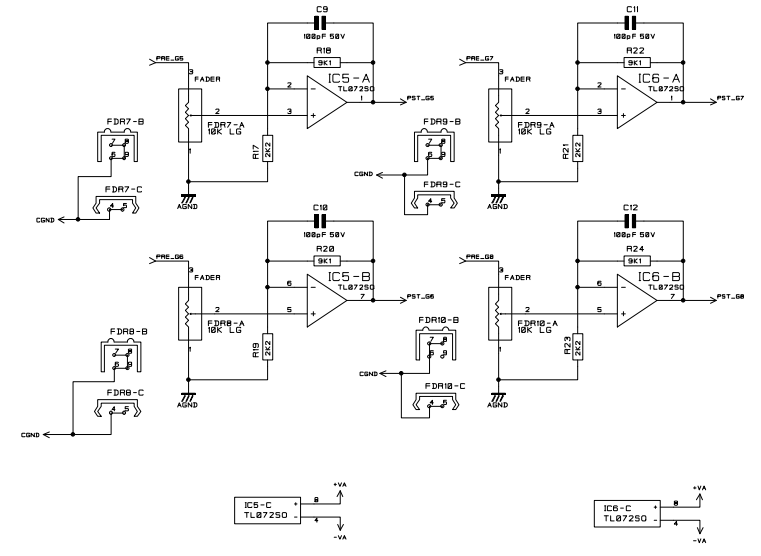 C9
100pF 50V
R18
9K1
PRE_G5
3
FADER
IC5-A
TL072SO
2
3
1
PST_G5
2
FDR7-A
10K LG
1
R17
2K2
AGND
FDR7-B
7 8
6 9
FDR7-C
4 5
CGND
C11
100pF 50V
R22
9K1
PRE_G7
3
FADER
IC6-A
TL072SO
2
3
1
PST_G7
2
FDR9-A
10K LG
1
R21
2K2
AGND
FDR9-B
7 8
6 9
CGND
FDR9-C
4 5
C10
100pF 50V
R20
9K1
PRE_G6
3
FADER
IC5-B
TL072SO
6
5
7
PST_G6
2
FDR8-A
10K LG
1
R19
2K2
AGND
FDR8-B
7 8
6 9
FDR8-C
4 5
CGND
C12
100pF 50V
R24
9K1
PRE_G8
3
FADER
IC6-B
TL072SO
6
5
7
PST_G8
2
FDR10-A
10K LG
1
R23
2K2
AGND
FDR10-B
7 8
6 9
CGND
FDR10-C
4 5
+VA
IC5-C
TL072SO
+ 8
- 4
-VA
+VA
IC6-C
TL072SO
+ 8
- 4
-VA